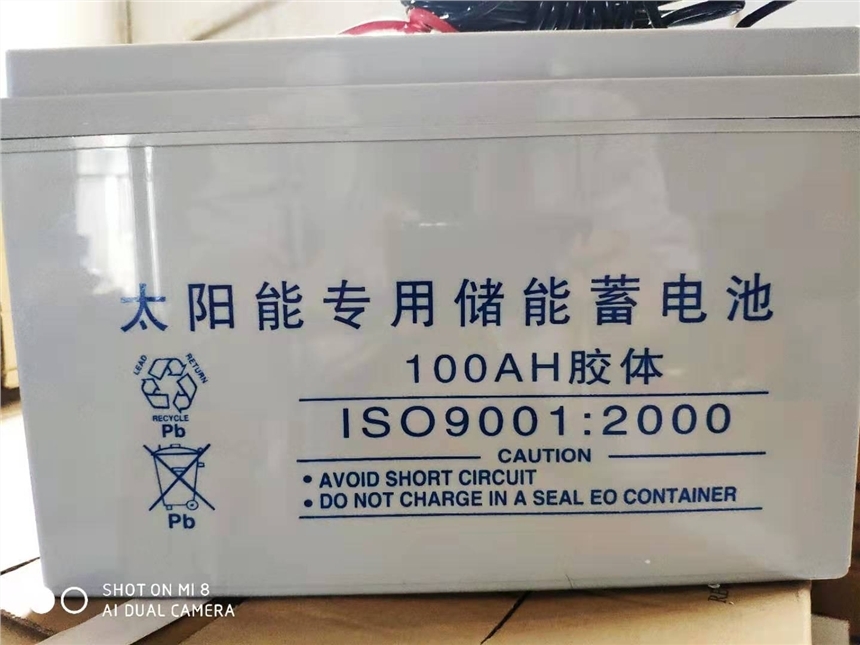 太阳能专用储能蓄电池
100AH胶体
ISO9001:2000
CAUTION
• AVOID SHORT CIRCUIT
• DO NOT CHARGE IN A SEAL EO CONTAINER
LEAD RETURN
RECYCLE
Pb
Pb
SHOT ON MI 8
AI DUAL CAMERA